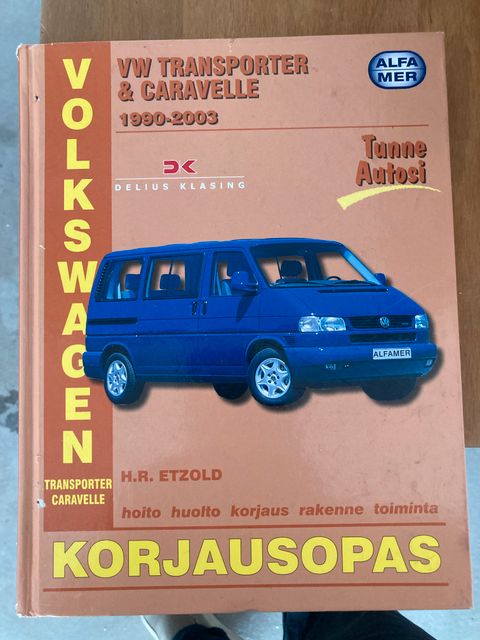 VOLKSWAGEN
TRANSPORTER
CARAVELLE
VW TRANSPORTER
& CARAVELLE
1990-2003
ALFA
MER
DK
DELIUS KLASING
Tunne
Autosi
ALFAMER
H.R. ETZOLD
hoito huolto korjaus rakenne toiminta
KORJAUSOPAS